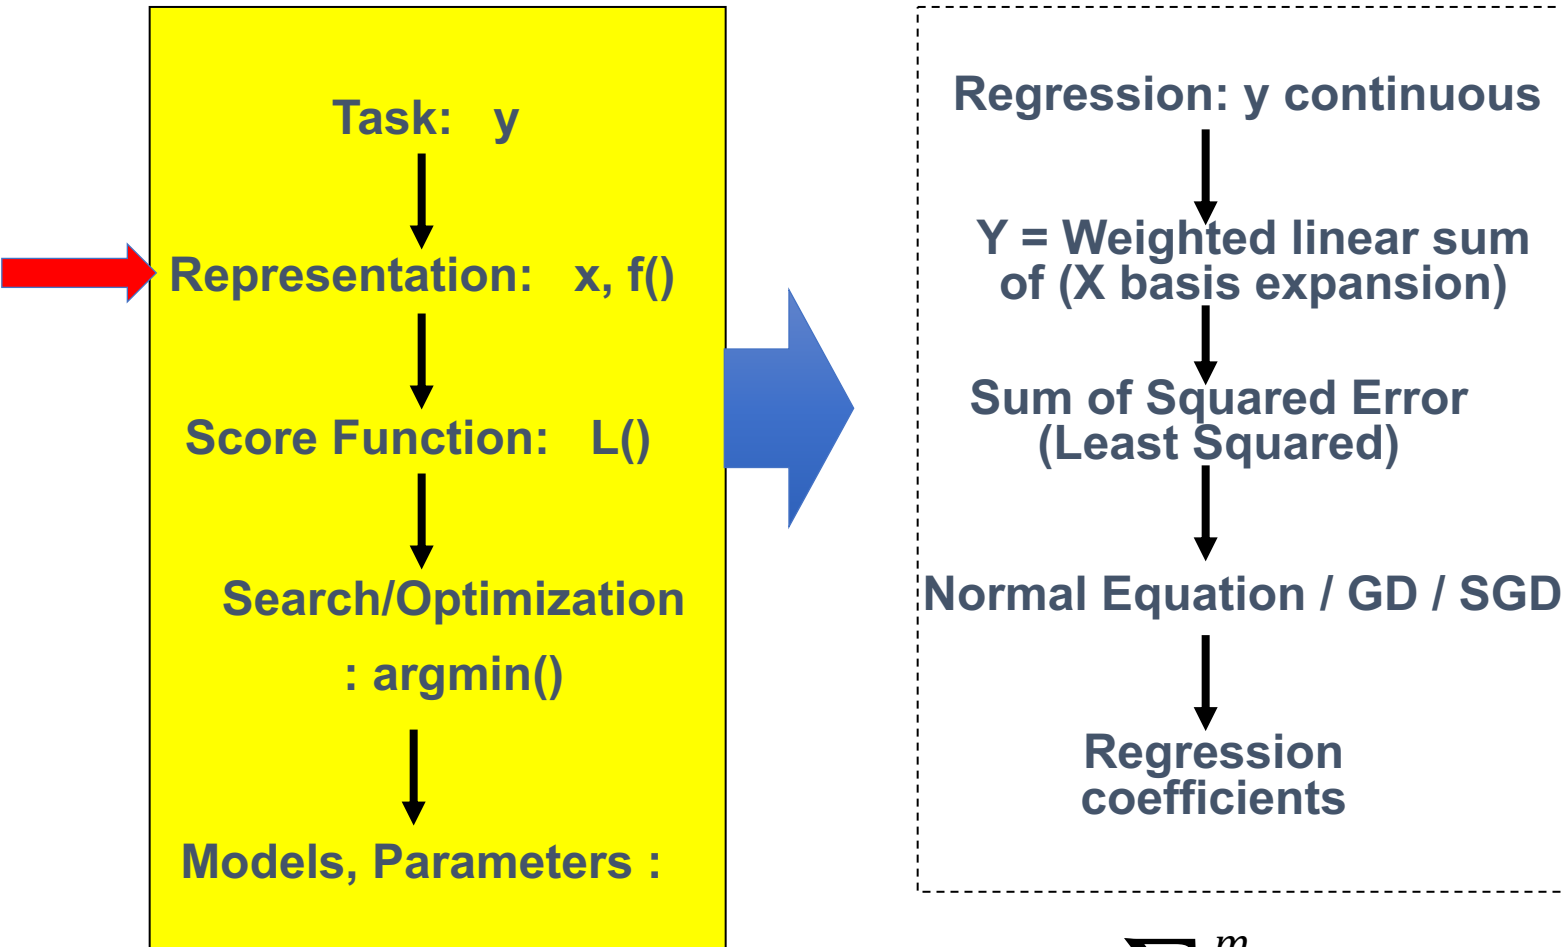 Task: y
Representation: x, f()
Score Function: L()
Search/Optimization
: argmin()
Models, Parameters :
Regression: y continuous
Y = Weighted linear sum
of (X basis expansion)
Sum of Squared Error
(Least Squared)
Normal Equation / GD / SGD
Regression
coefficients
m